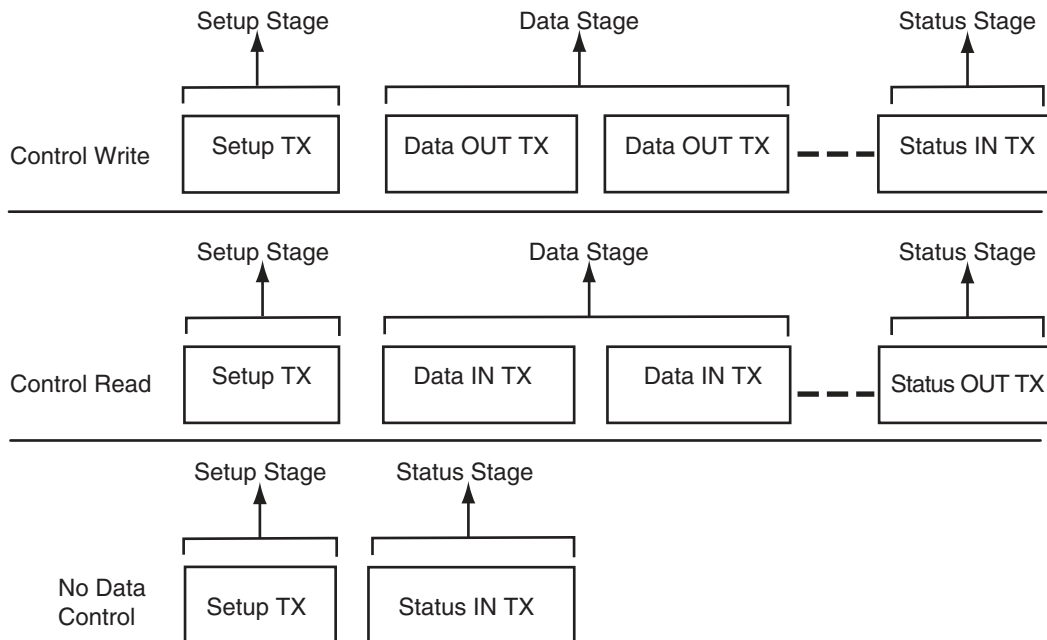 Setup Stage Data Stage Status Stage
Control Write Setup TX Data OUT TX Data OUT TX Status IN TX
Setup Stage Data Stage Status Stage
Control Read Setup TX Data IN TX Data IN TX Status OUT TX
Setup Stage Status Stage
No Data
Control Setup TX Status IN TX